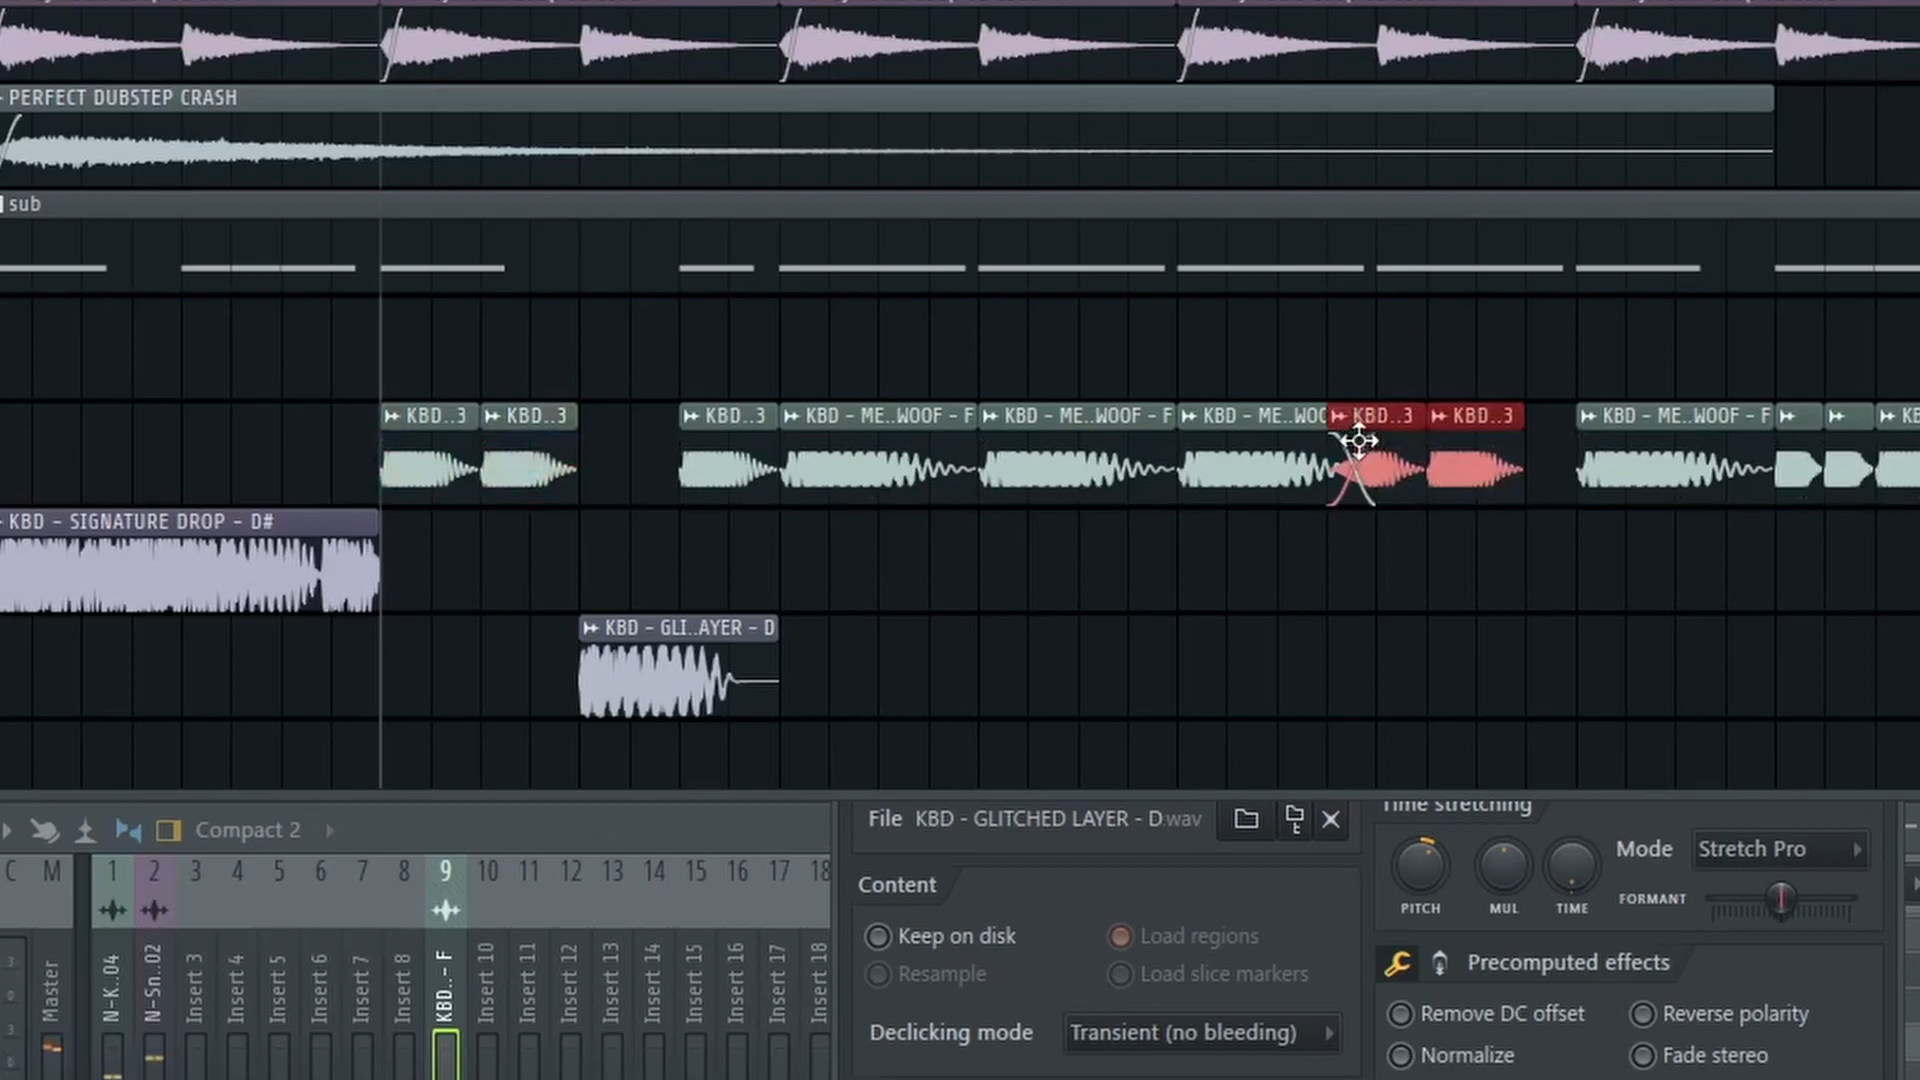 PERFECT DUBSTEP CRASH
sub
KBD..3
KBD..3
KBD..3
KBD - ME..WOOF - F
KBD - ME..WOOF - F
KBD - ME..WOO
KBD..3
KBD..3
KBD - ME..WOOF - F
KBD - SIGNATURE DROP - D#
KBD - GLI..AYER - D
Compact 2
File KBD - GLITCHED LAYER - D.wav
Time stretching
PITCH MUL TIME
Mode Stretch Pro
FORMANT
C M 1 2 3 4 5 6 7 8 9 10 11 12 13 14 15 16 17 18
Content
Keep on disk
Load regions
Resample
Load slice markers
Declicking mode Transient (no bleeding)
Precomputed effects
Remove DC offset
Reverse polarity
Normalize
Fade stereo
Master
N-K..04
N-Sn..02
Insert 3
Insert 4
Insert 5
Insert 6
Insert 7
Insert 8
KBD..- F
Insert 10
Insert 11
Insert 12
Insert 13
Insert 14
Insert 15
Insert 16
Insert 17
Insert 18